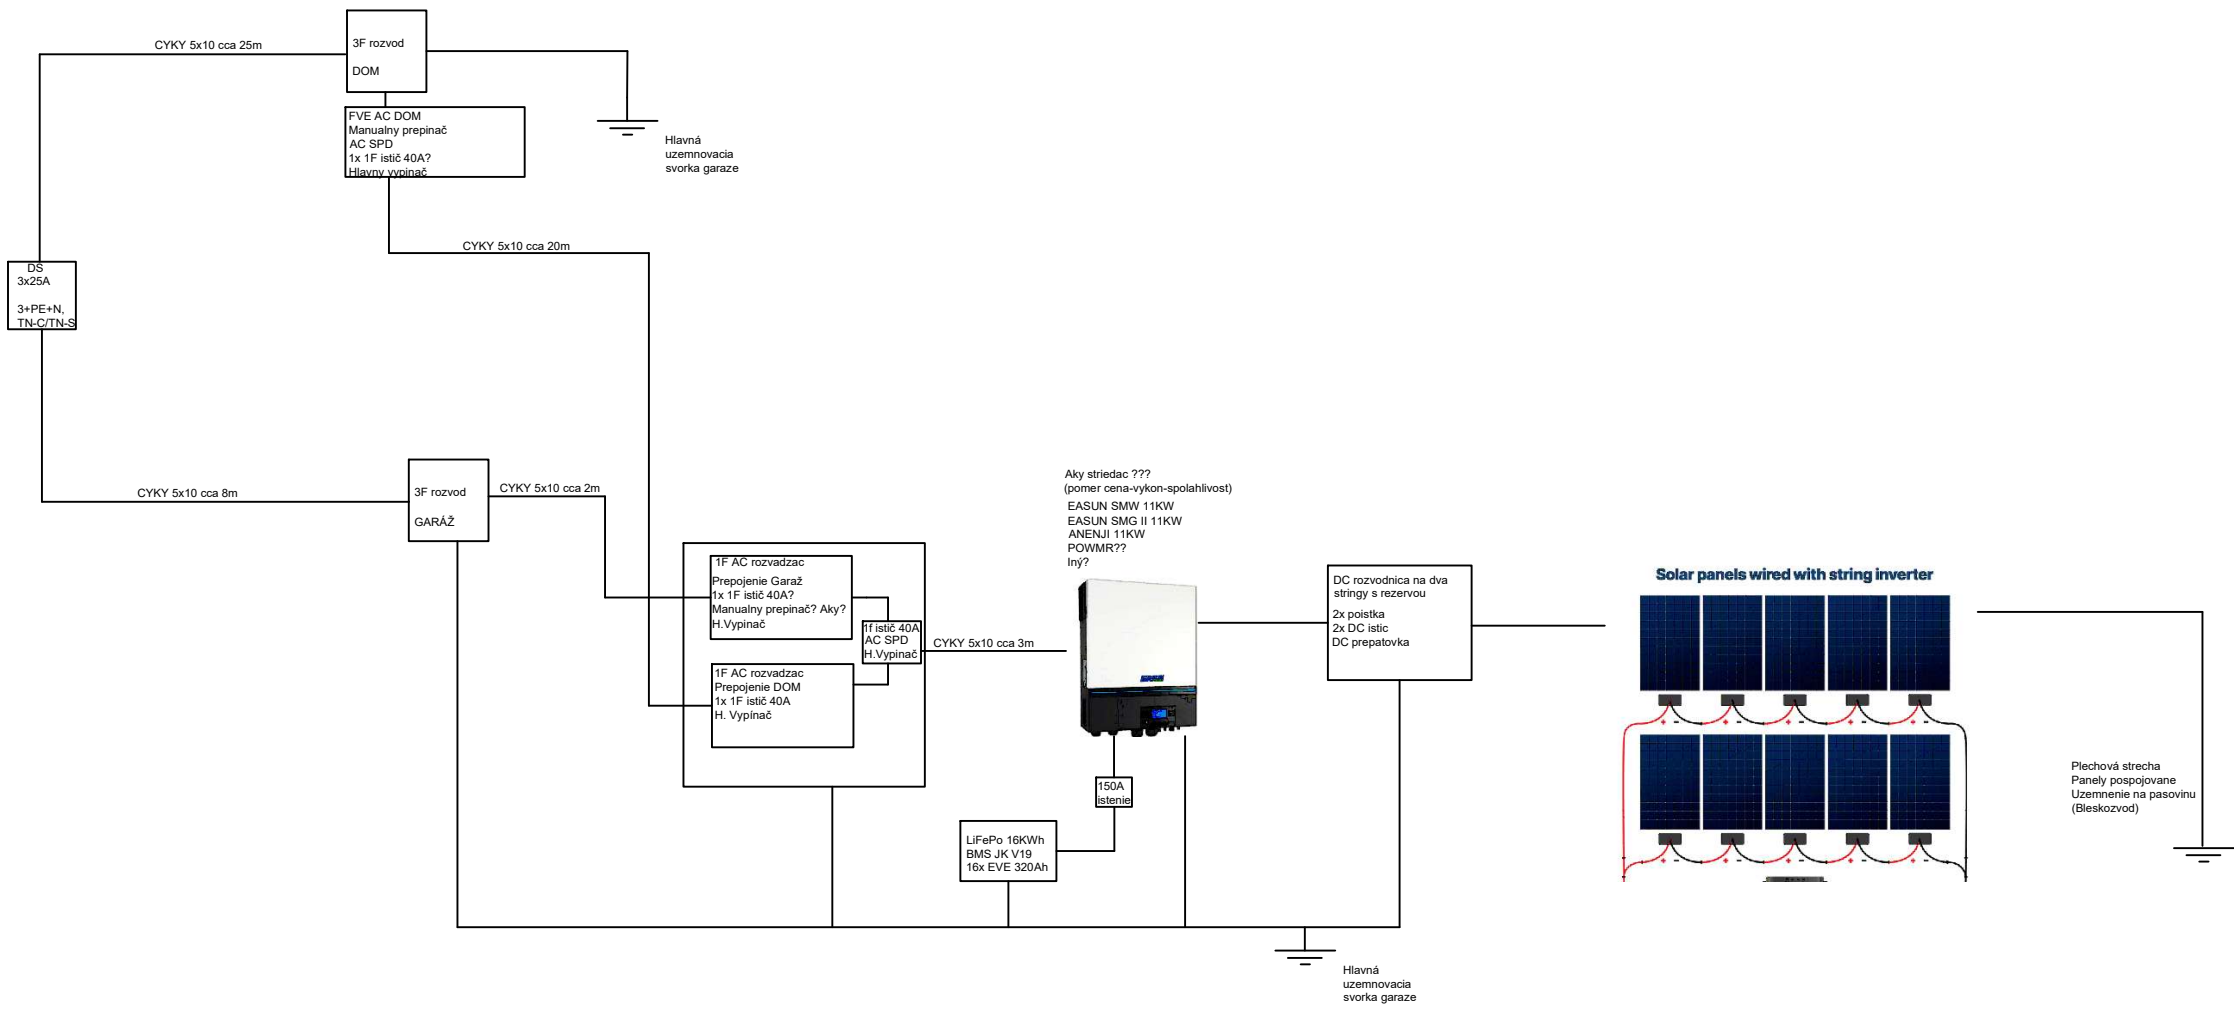 CYKY 5x10 cca 25m
3F rozvod
DOM
FVE AC DOM
Manualny prepinač
AC SPD
1x 1F istič 40A?
Hlavny vypinač
Hlavná
uzemnovacia
svorka garaze
CYKY 5x10 cca 20m
DS
3x25A
3+PE+N,
TN-C/TN-S
CYKY 5x10 cca 8m
3F rozvod
GARÁŽ
CYKY 5x10 cca 2m
1F AC rozvadzac
Prepojenie Garaž
1x 1F istič 40A?
Manualny prepinač? Aky?
H.Vypinač
1f istič 40A
AC SPD
H.Vypinač
1F AC rozvadzac
Prepojenie DOM
1x 1F istič 40A
H. Vypínač
CYKY 5x10 cca 3m
Aky striedac ???
(pomer cena-vykon-spolahlivost)
EASUN SMW 11KW
EASUN SMG II 11KW
ANENJI 11KW
POWMR??
Iný?
150A
istenie
LiFePo 16KWh
BMS JK V19
16x EVE 320Ah
DC rozvodnica na dva
stringy s rezervou
2x poistka
2x DC istic
DC prepatovka
Hlavná
uzemnovacia
svorka garaze
Solar panels wired with string inverter
+ - + - + - + - + -
+ - + - + - + - + -
Plechová strecha
Panely pospojovane
Uzemnenie na pasovinu
(Bleskozvod)